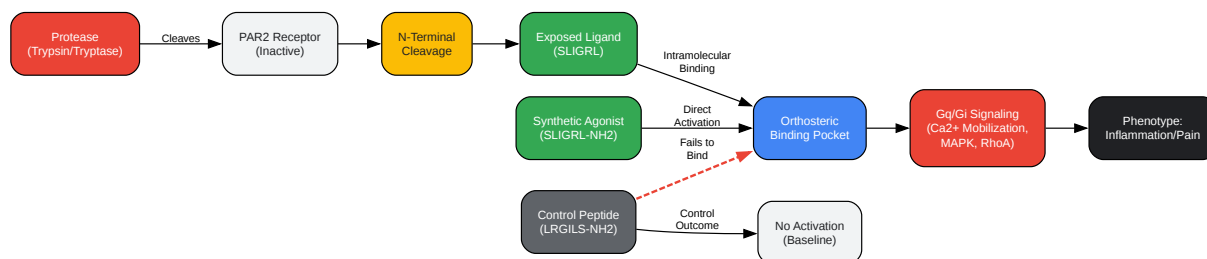 Protease
(Trypsin/Tryptase)
Cleaves
PAR2 Receptor
(Inactive)
N-Terminal
Cleavage
Exposed Ligand
(SLIGRL)
Intramolecular
Binding
Synthetic Agonist
(SLIGRL-NH2)
Direct
Activation
Fails to
Bind
Orthosteric
Binding Pocket
Gq/Gi Signaling
(Ca2+ Mobilization,
MAPK, RhoA)
Phenotype:
Inflammation/Pain
Control Peptide
(LRGILS-NH2)
Control
Outcome
No Activation
(Baseline)